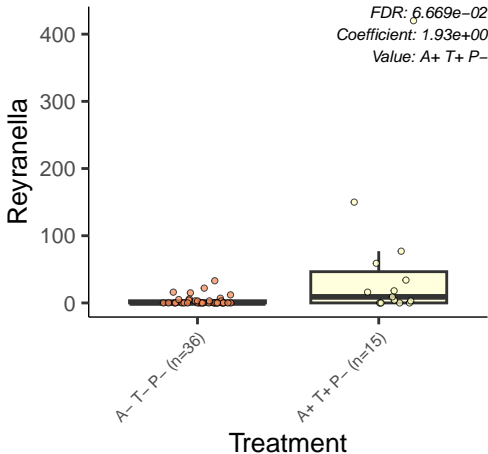 FDR: 6.669e−02
Coefficient: 1.93e+00
Value: A+ T+ P−
400
300
200
100
0
Reyranella
A− T− P− (n=36)
A+ T+ P− (n=15)
Treatment